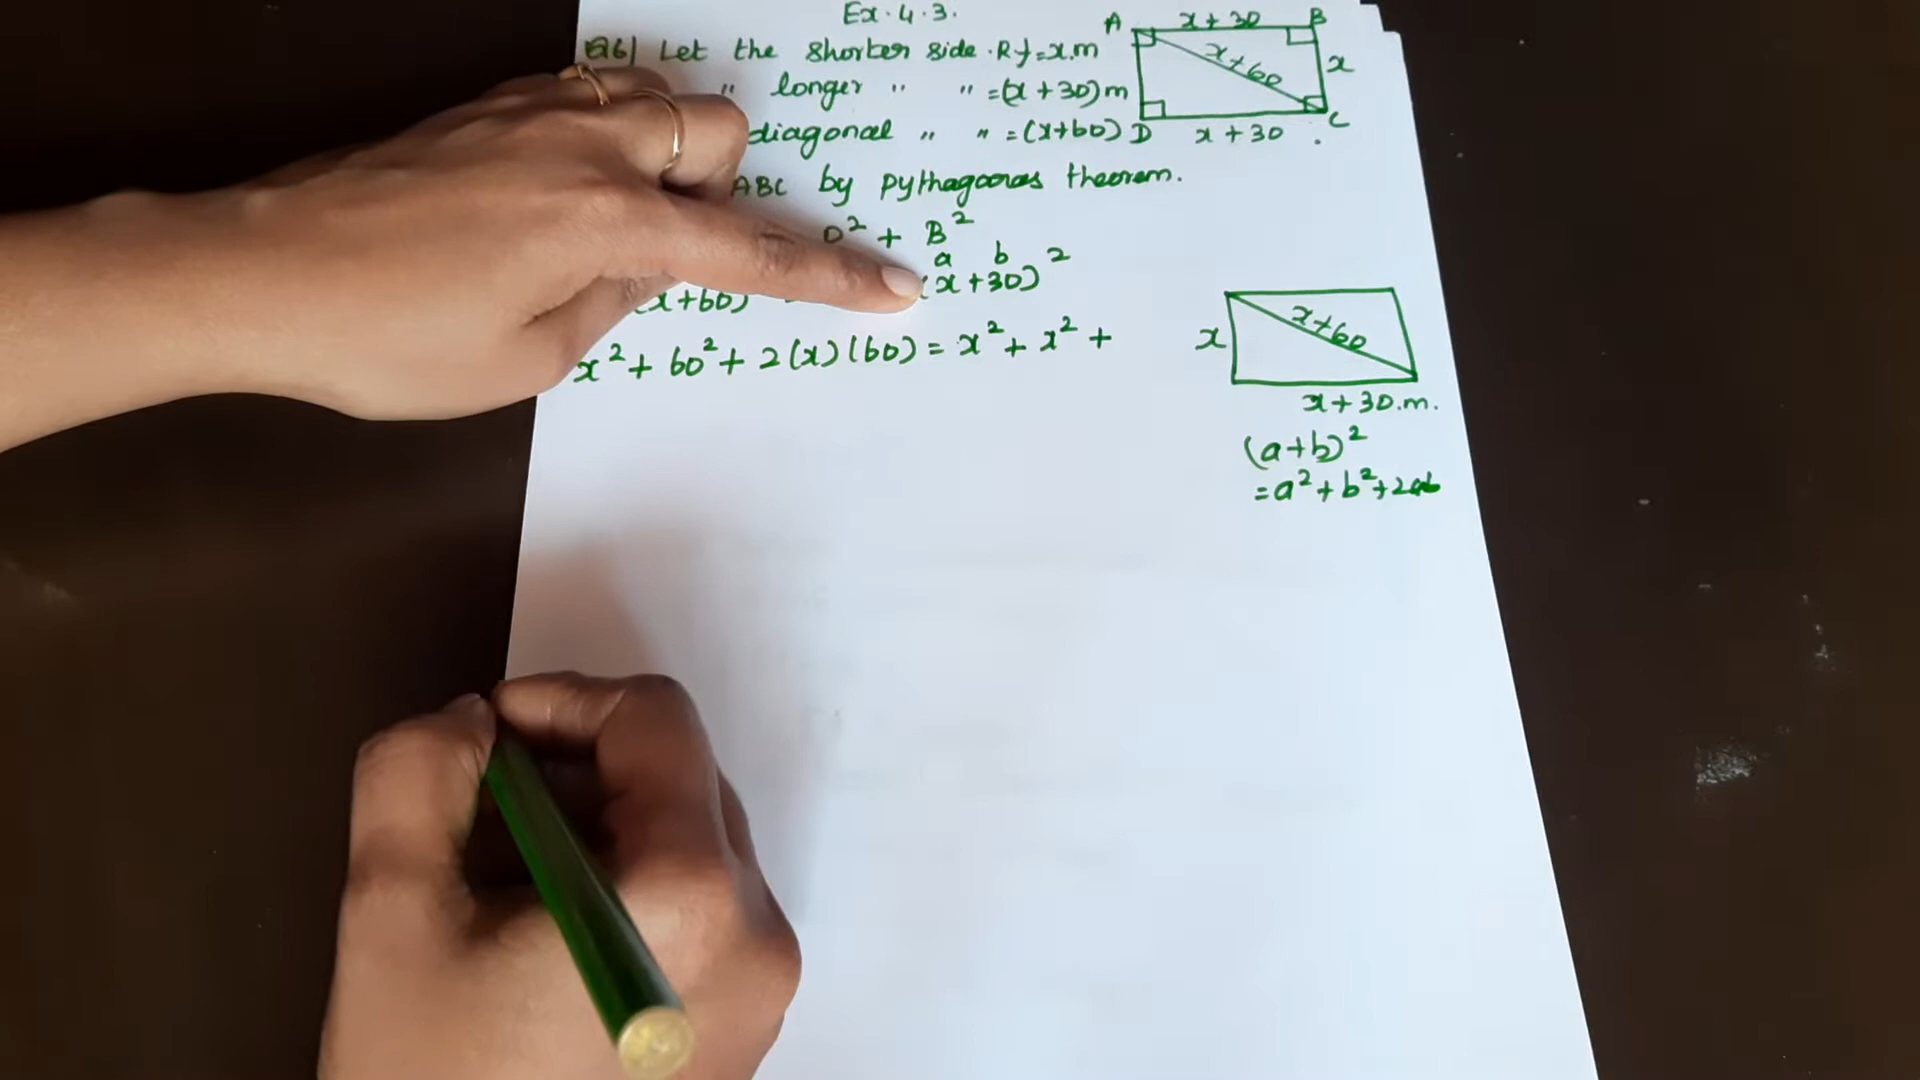 Ex. 4. 3.
Q6) Let the shorter side. = x.m
" longer " " = (x + 30) m
diagonal " " = (x+60)
ABC by pythagoras theorem.
+ B²
a b
(x+60) (x+30)²
x² + 60² + 2(x)(60) = x² + x² +
A x + 30 B
x+60
x
D x + 30 C
x
x+60
x+30.m.
(a+b)²
= a² + b² + 2ab